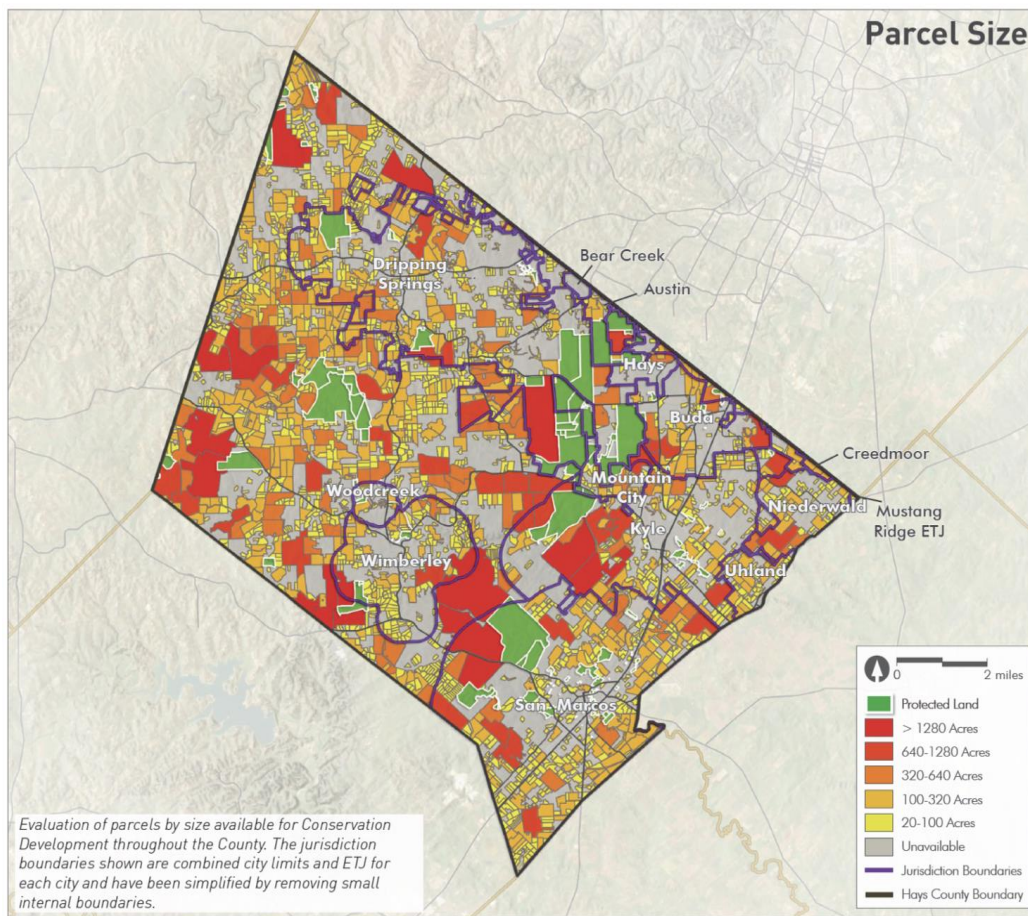 Parcel Size
Bear Creek
Austin
Dripping
Springs
Hays
Buda
Creedmoor
Mountain
City
Niederwald
Mustang
Ridge ETJ
Woodcreek
Kyle
Wimberley
Uhland
San Marcos
0 2 miles
Protected Land
> 1280 Acres
640-1280 Acres
320-640 Acres
100-320 Acres
20-100 Acres
Unavailable
Jurisdiction Boundaries
Hays County Boundary
Evaluation of parcels by size available for Conservation
Development throughout the County. The jurisdiction
boundaries shown are combined city limits and ETJ for
each city and have been simplified by removing small
internal boundaries.